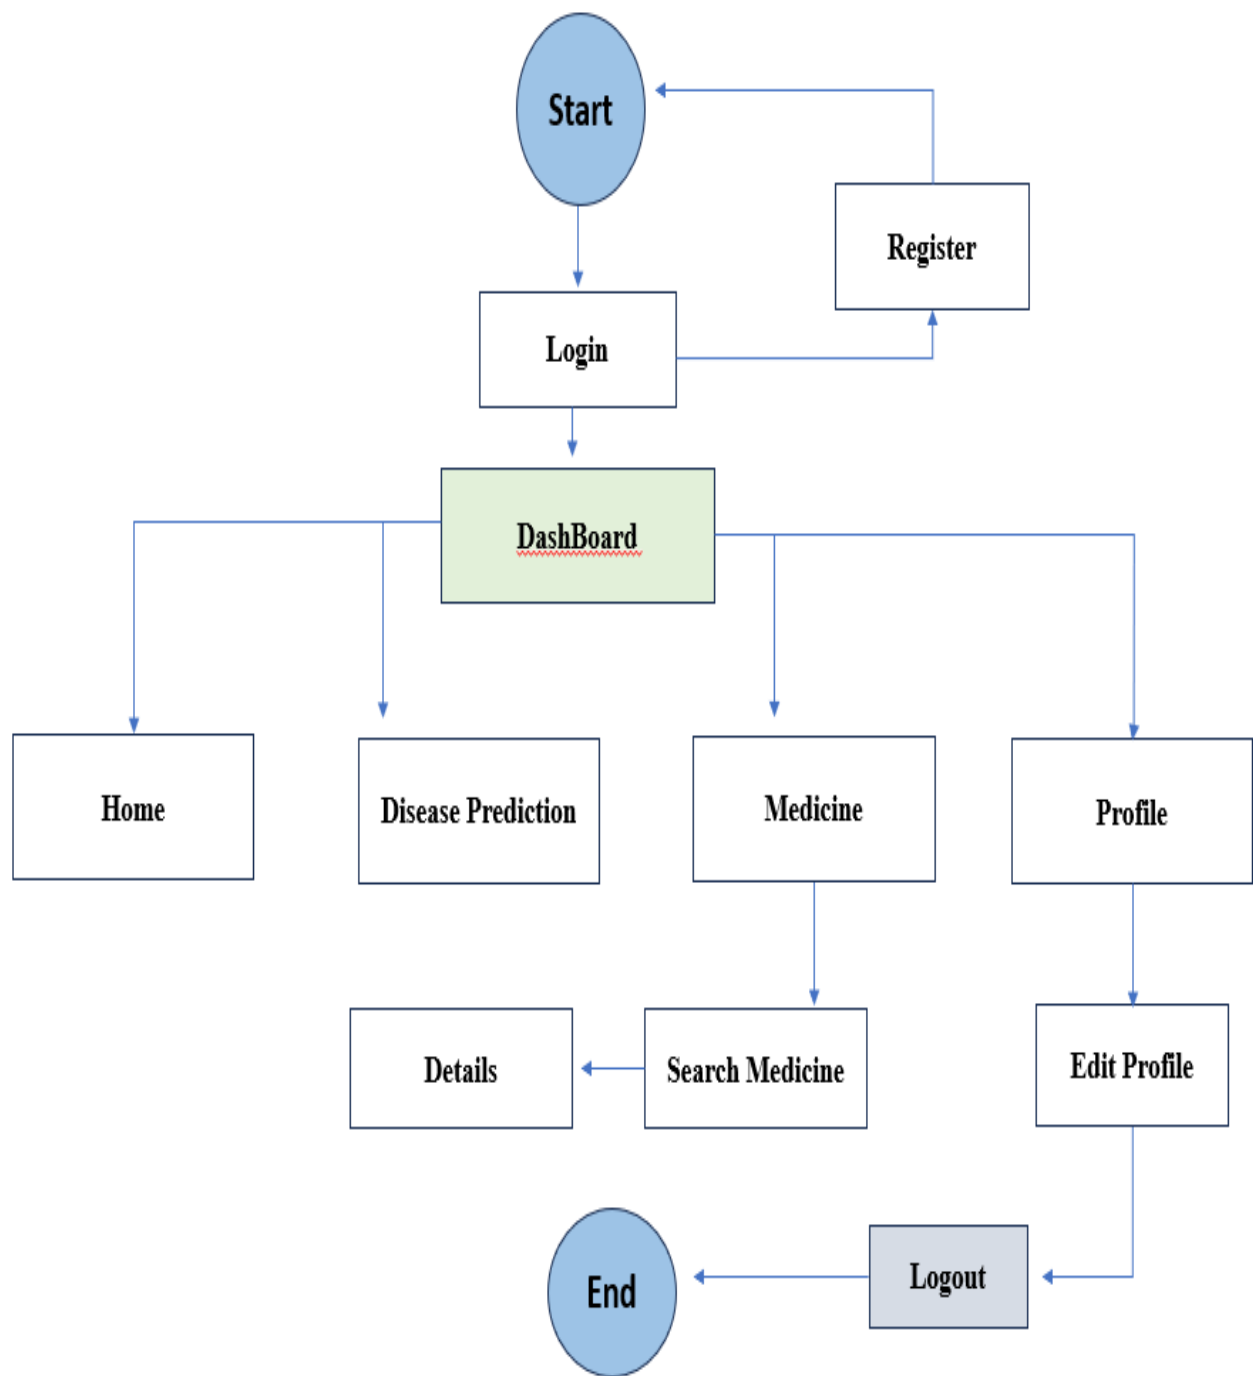 Start
Register
Login
DashBoard
Home
Disease Prediction
Medicine
Profile
Details
Search Medicine
Edit Profile
Logout
End